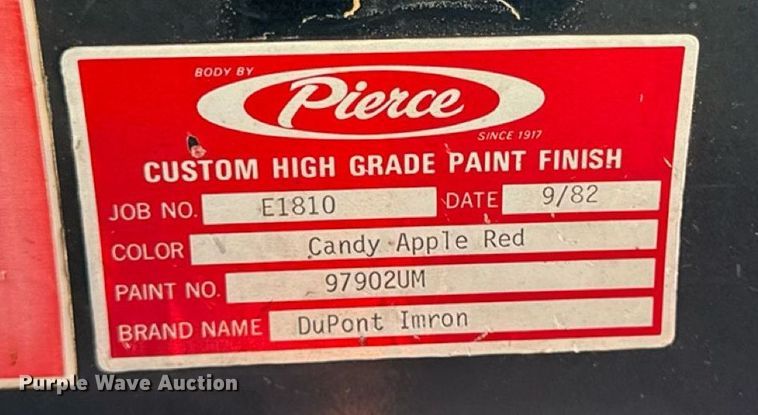 BODY BY
Pierce
SINCE 1917
CUSTOM HIGH GRADE PAINT FINISH
JOB NO. E1810 DATE 9/82
COLOR Candy Apple Red
PAINT NO. 97902UM
BRAND NAME DuPont Imron
Purple Wave Auction